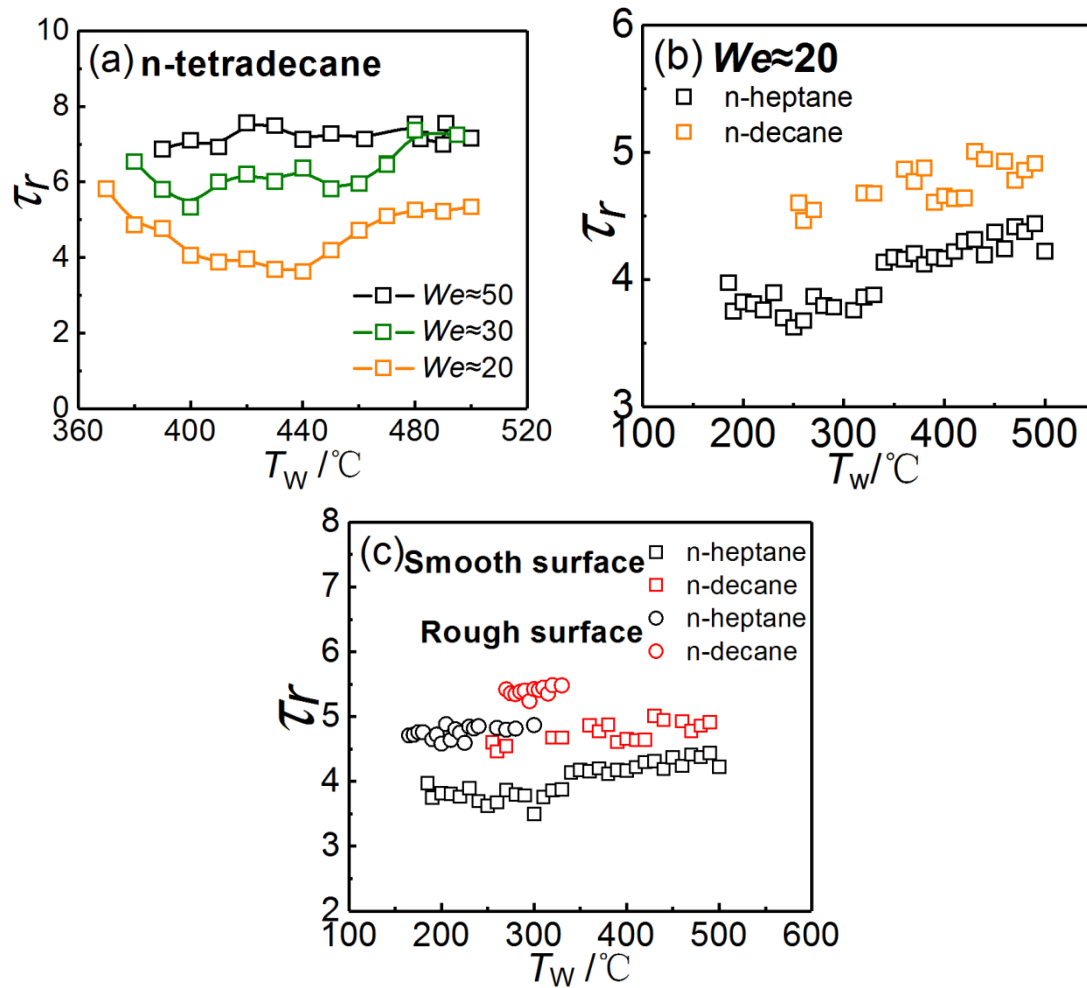 (a) n-tetradecane
10
8
6
4
2
0
τr
We≈50
We≈30
We≈20
360 400 440 480 520
TW /℃
(b) We≈20
n-heptane
n-decane
6
5
4
3
τr
100 200 300 400 500
Tw/℃
(c) Smooth surface
n-heptane
n-decane
Rough surface
n-heptane
n-decane
8
7
6
5
4
3
2
τr
100 200 300 400 500 600
TW /℃